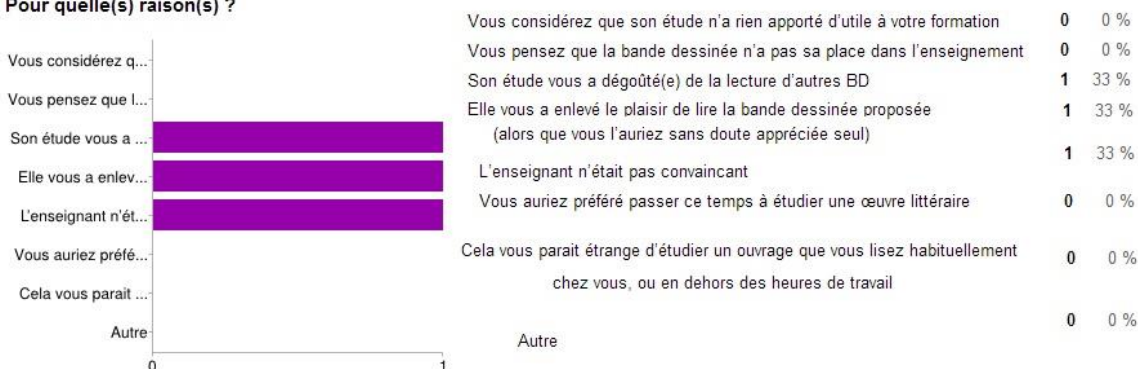 Pour quelle(s) raison(s) ?
Vous considérez q...
Vous pensez que l...
Son étude vous a ...
Elle vous a enlev...
L'enseignant n'ét...
Vous auriez préfé...
Cela vous parait ...
Autre
0 1
Vous considérez que son étude n'a rien apporté d'utile à votre formation 0 0 %
Vous pensez que la bande dessinée n'a pas sa place dans l'enseignement 0 0 %
Son étude vous a dégoûté(e) de la lecture d'autres BD 1 33 %
Elle vous a enlevé le plaisir de lire la bande dessinée proposée 1 33 %
(alors que vous l'auriez sans doute appréciée seul)
1 33 %
L'enseignant n'était pas convaincant
Vous auriez préféré passer ce temps à étudier une œuvre littéraire 0 0 %
Cela vous parait étrange d'étudier un ouvrage que vous lisez habituellement 0 0 %
chez vous, ou en dehors des heures de travail
0 0 %
Autre